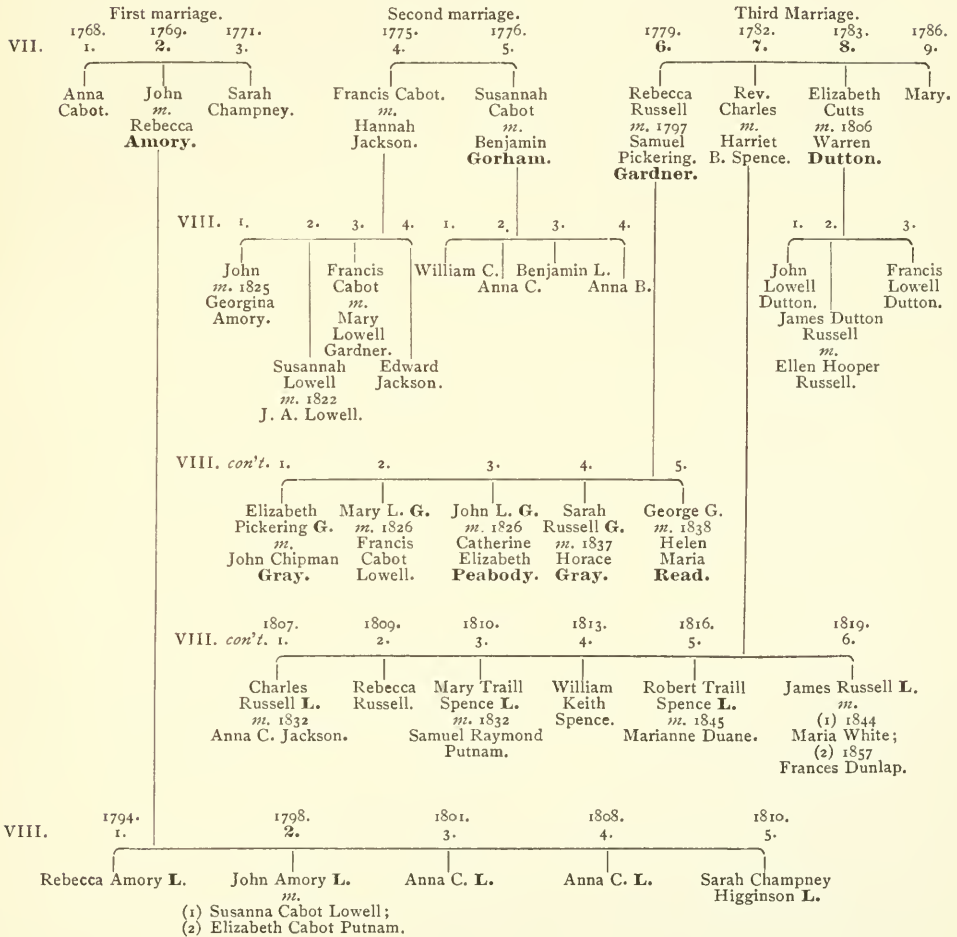 First marriage. Second marriage. Third Marriage.
1768. 1769. 1771. 1775. 1776. 1779. 1782. 1783. 1786.
VII. 1. 2. 3. 4. 5. 6. 7. 8. 9.
Anna John Sarah Francis Cabot. Susannah Rebecca Rev. Elizabeth Mary.
Cabot. m. Champney. m. Cabot Russell Charles Cutts
Rebecca Hannah m. m. 1797 m. m. 1806
Amory. Jackson. Benjamin Samuel Harriet Warren
Gorham. Pickering. B. Spence. Dutton.
Gardner.
VIII. 1. 2. 3. 4. 1. 2. 3. 4. 1. 2. 3.
John Francis William C. Benjamin L. John Francis
m. 1825 Cabot Anna C. Anna B. Lowell Lowell
Georgina m. Dutton. Dutton.
Amory. Mary James Dutton
Lowell Russell
Gardner. m.
Susannah Edward Ellen Hooper
Lowell Jackson. Russell.
m. 1822
J. A. Lowell.
VIII. con't. 1. 2. 3. 4. 5.
Elizabeth Mary L. G. John L. G. Sarah George G.
Pickering G. m. 1826 m. 1826 Russell G. m. 1838
m. Francis Catherine m. 1837 Helen
John Chipman Cabot Elizabeth Horace Maria
Gray. Lowell. Peabody. Gray. Read.
1807. 1809. 1810. 1813. 1816. 1819.
VIII. con't. 1. 2. 3. 4. 5. 6.
Charles Rebecca Mary Traill William Robert Traill James Russell L.
Russell L. Russell. Spence L. Keith Spence L. m.
m. 1832 m. 1832 Spence. m. 1845 (1) 1844
Anna C. Jackson. Samuel Raymond Marianne Duane. Maria White;
Putnam. (2) 1857
Frances Dunlap.
1794. 1798. 1801. 1808. 1810.
VIII. 1. 2. 3. 4. 5.
Rebecca Amory L. John Amory L. Anna C. L. Anna C. L. Sarah Champney
m. Higginson L.
(1) Susanna Cabot Lowell;
(2) Elizabeth Cabot Putnam.